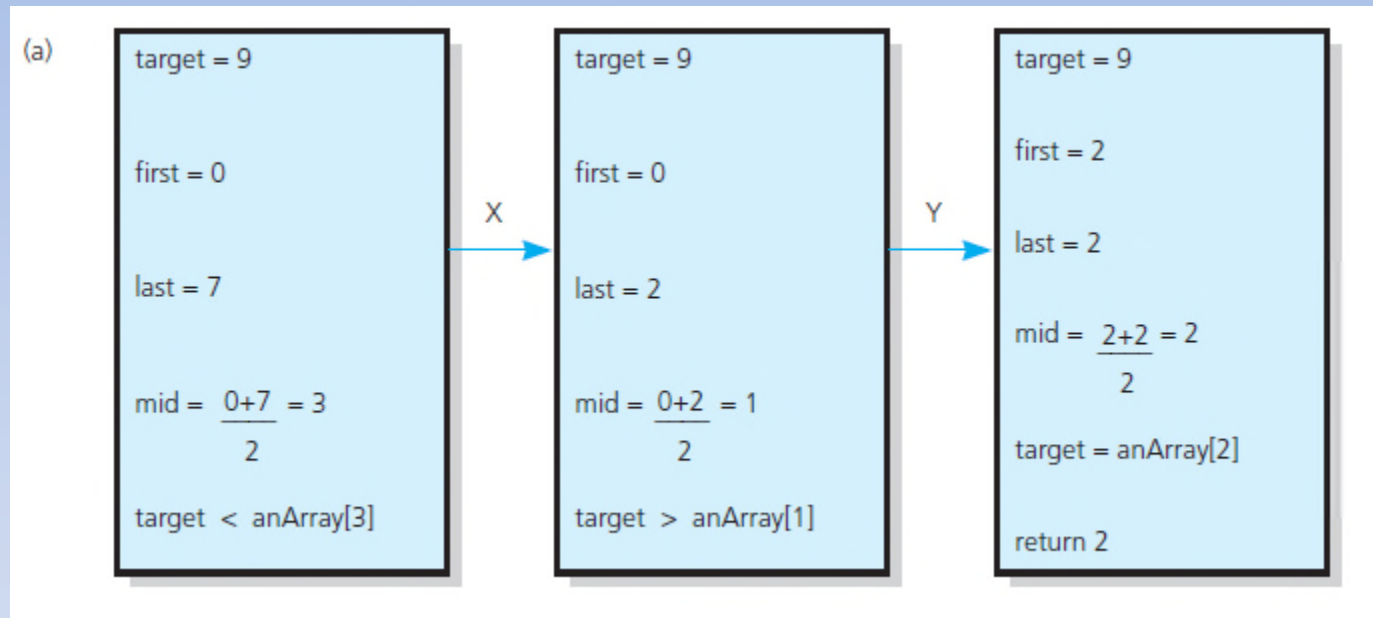 (a)
target = 9
first = 0
last = 7
mid = 0+7 = 3
2
target < anArray[3]
X
target = 9
first = 0
last = 2
mid = 0+2 = 1
2
target > anArray[1]
Y
target = 9
first = 2
last = 2
mid = 2+2 = 2
2
target = anArray[2]
return 2